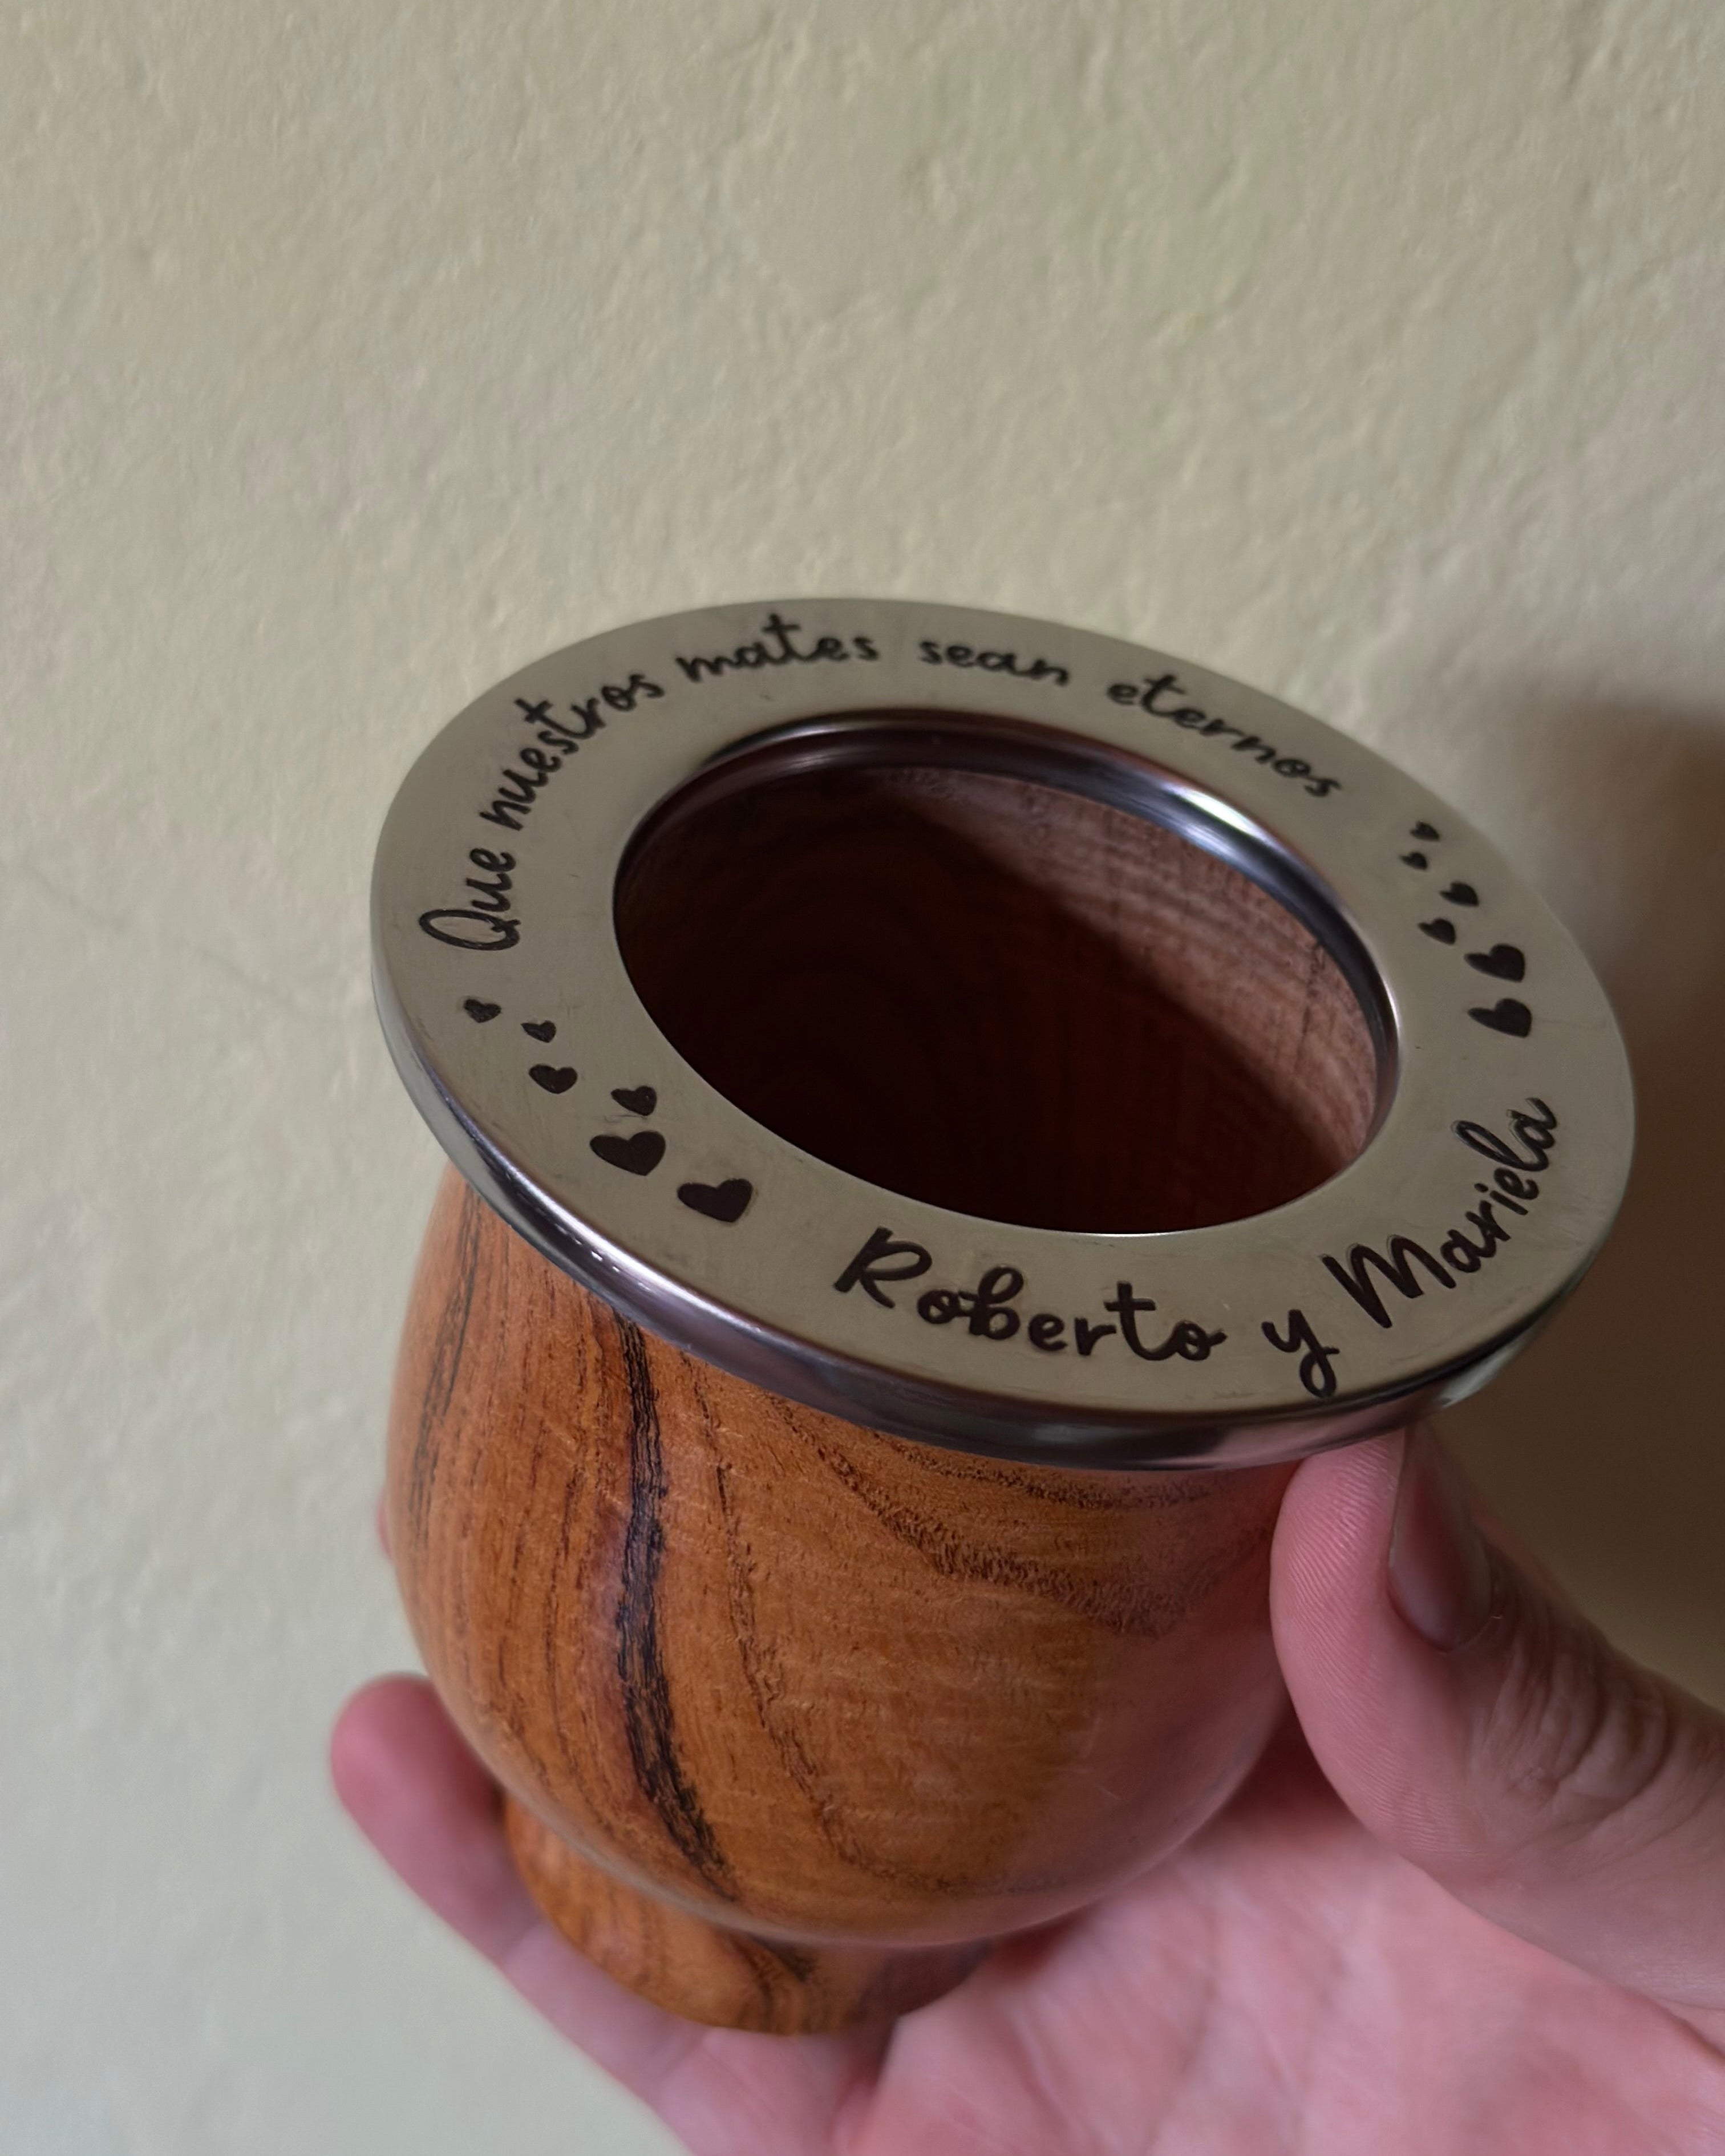 Que nuestros mates sean eternos
Roberto y Mariela